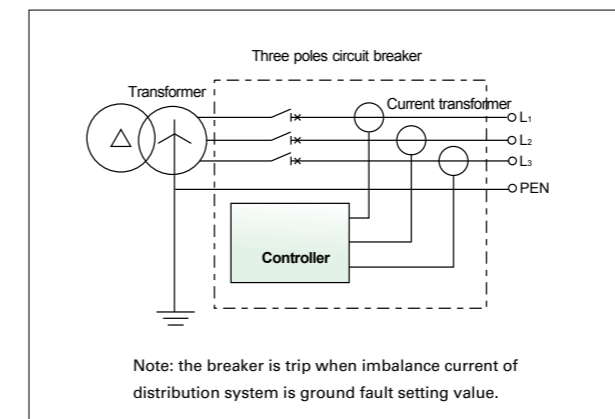 Three poles circuit breaker
Transformer
Current transformer
L1
L2
L3
PEN
Controller
Note: the breaker is trip when imbalance current of
distribution system is ground fault setting value.